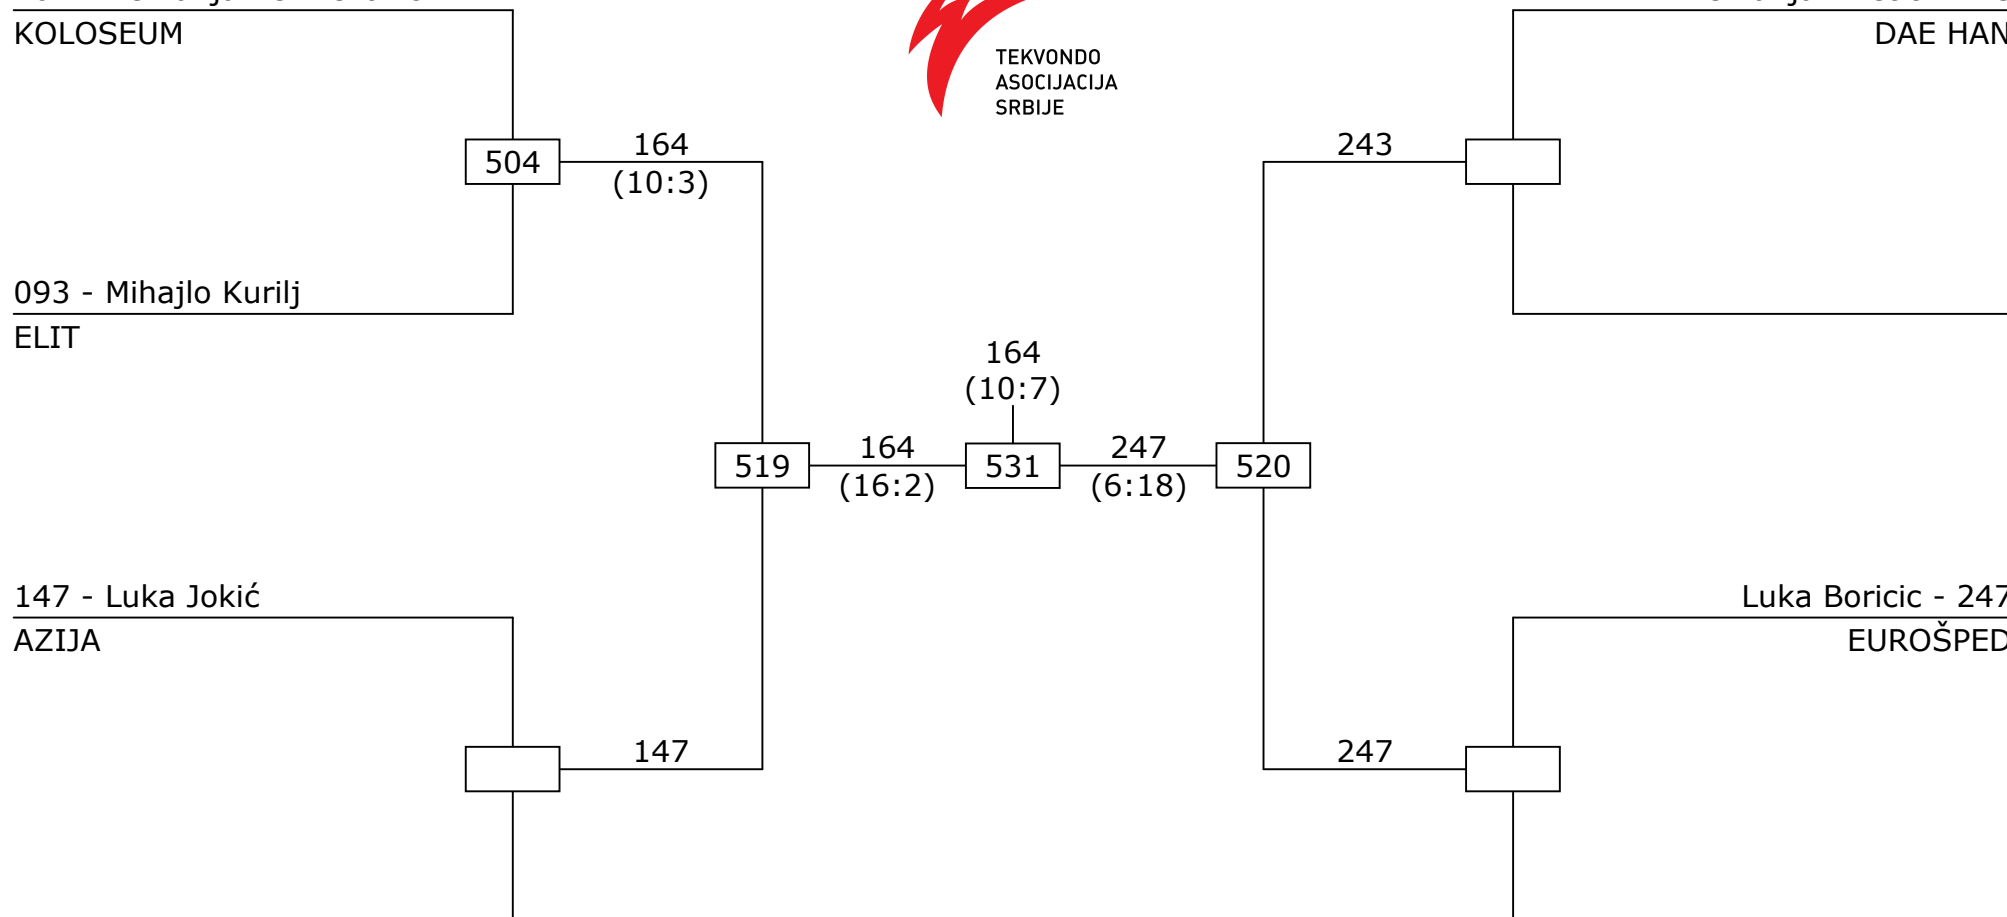 KOLOSEUM
DAE HAN
TEKVONDO
ASOCIJACIJA
SRBIJE
504
164
(10:3)
243
093 - Mihajlo Kurilj
ELIT
164
(10:7)
519
164
(16:2)
531
247
(6:18)
520
147 - Luka Jokić
AZIJA
Luka Boricic - 247
EUROŠPED
147
247